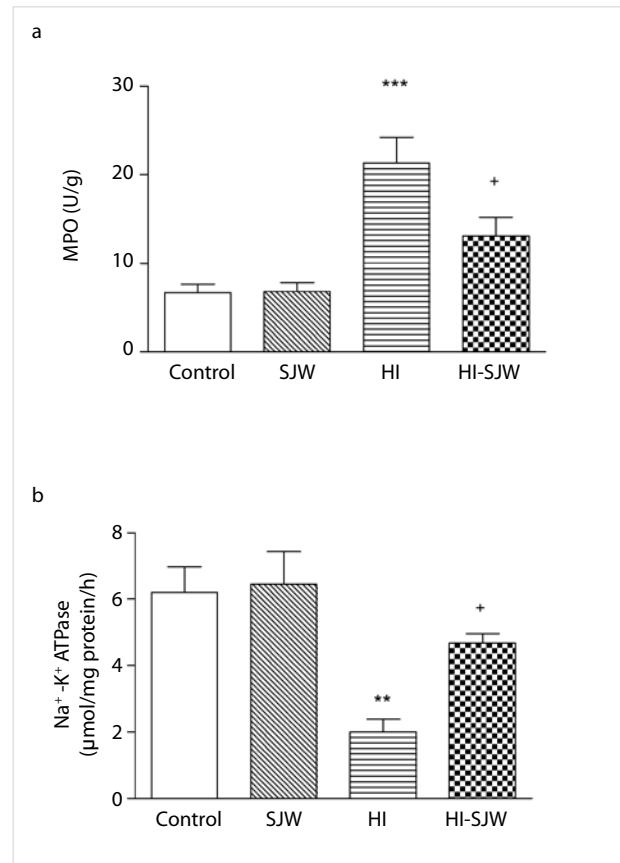 a
30
20
10
0
MPO (U/g)
***
+
Control SJW HI HI-SJW
b
8
6
4
2
0
Na⁺ -K⁺ ATPase
(µmol/mg protein/h)
**
+
Control SJW HI HI-SJW